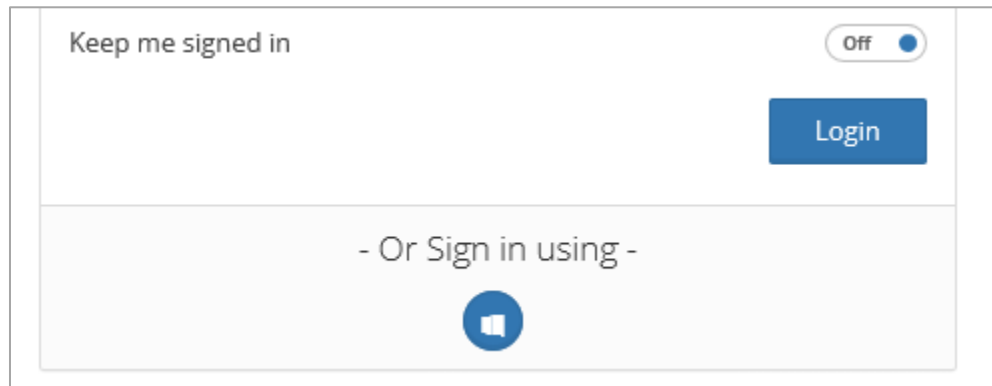 Keep me signed in
Off
Login
- Or Sign in using -